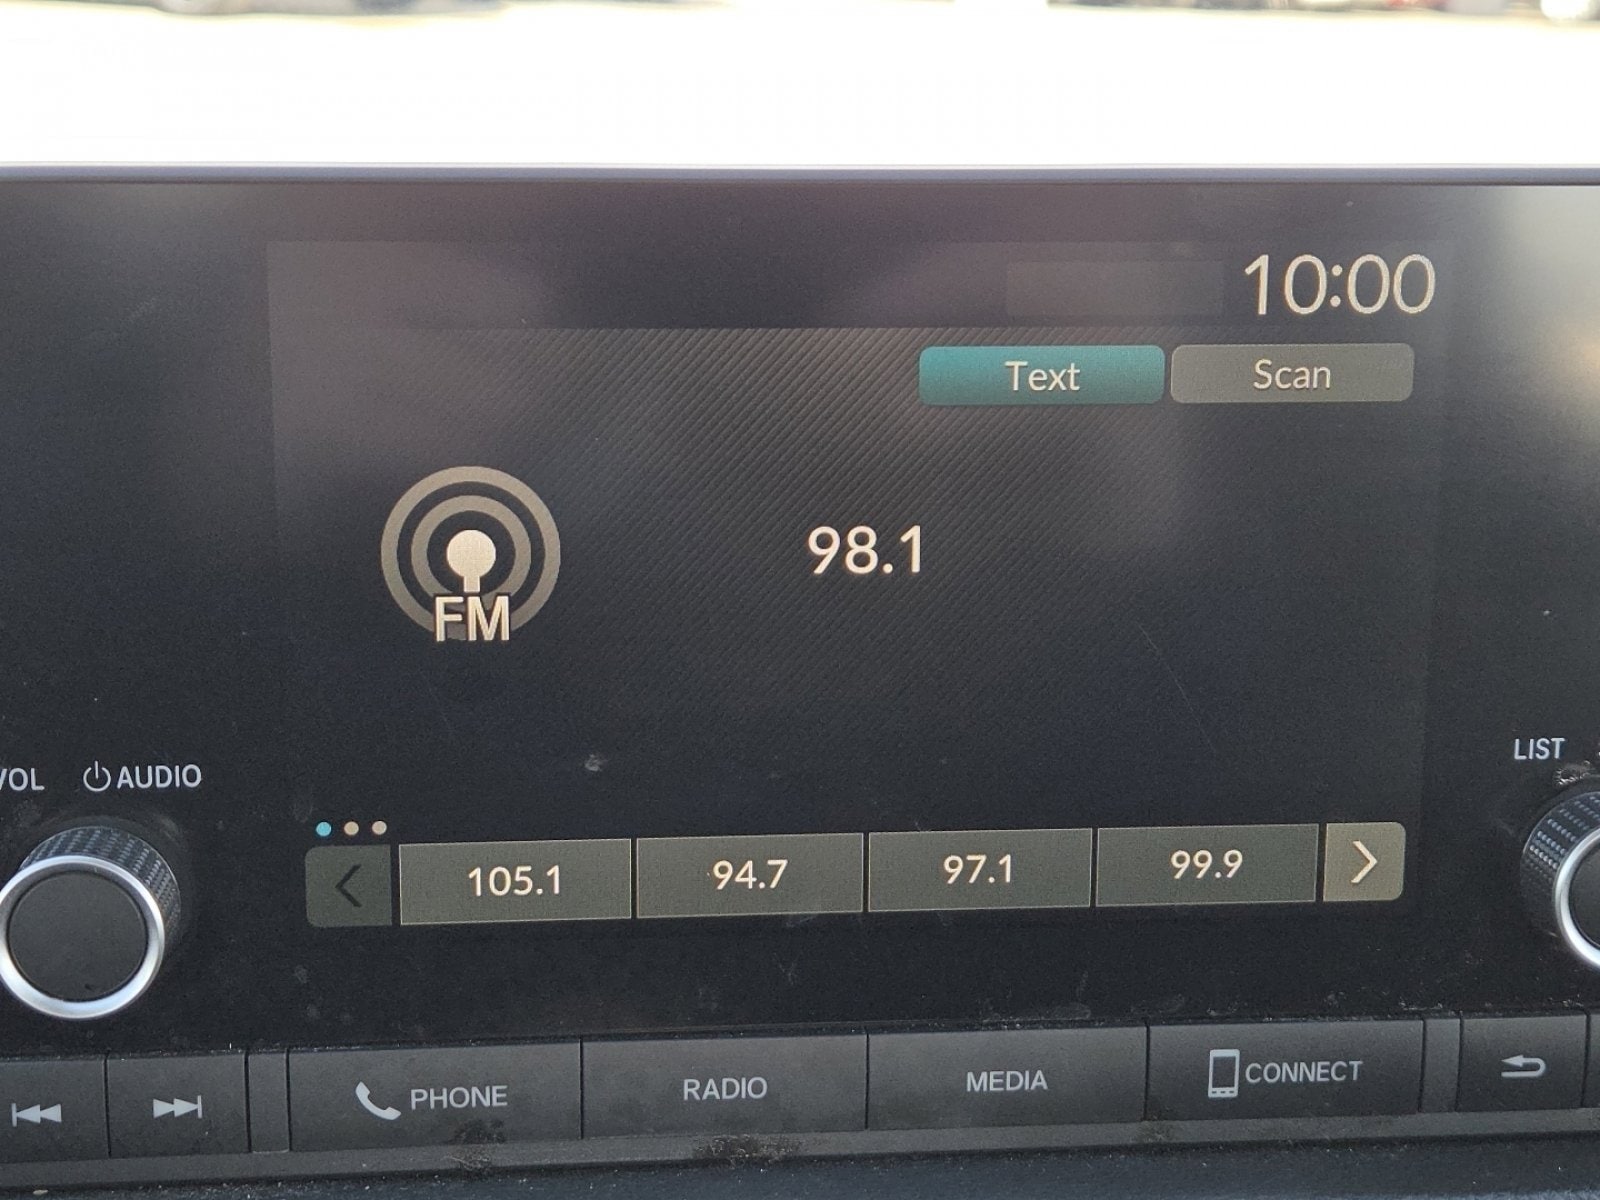 10:00
Text Scan
98.1
FM
VOL AUDIO
LIST
105.1 94.7 97.1 99.9
PHONE RADIO MEDIA CONNECT